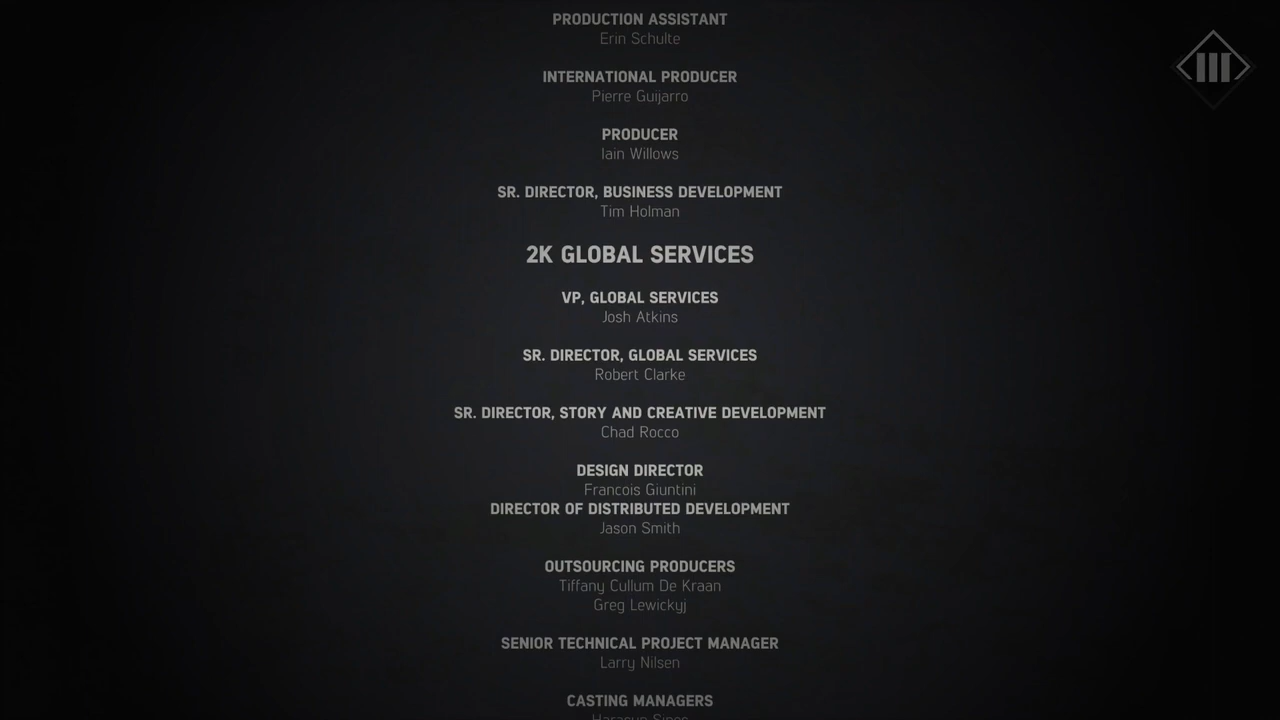 PRODUCTION ASSISTANT
Erin Schulte
INTERNATIONAL PRODUCER
Pierre Guijarro
PRODUCER
Iain Willows
SR. DIRECTOR, BUSINESS DEVELOPMENT
Tim Holman
2K GLOBAL SERVICES
VP, GLOBAL SERVICES
Josh Atkins
SR. DIRECTOR, GLOBAL SERVICES
Robert Clarke
SR. DIRECTOR, STORY AND CREATIVE DEVELOPMENT
Chad Rocco
DESIGN DIRECTOR
Francois Giuntini
DIRECTOR OF DISTRIBUTED DEVELOPMENT
Jason Smith
OUTSOURCING PRODUCERS
Tiffany Cullum De Kraan
Greg Lewickyj
SENIOR TECHNICAL PROJECT MANAGER
Larry Nilsen
CASTING MANAGERS